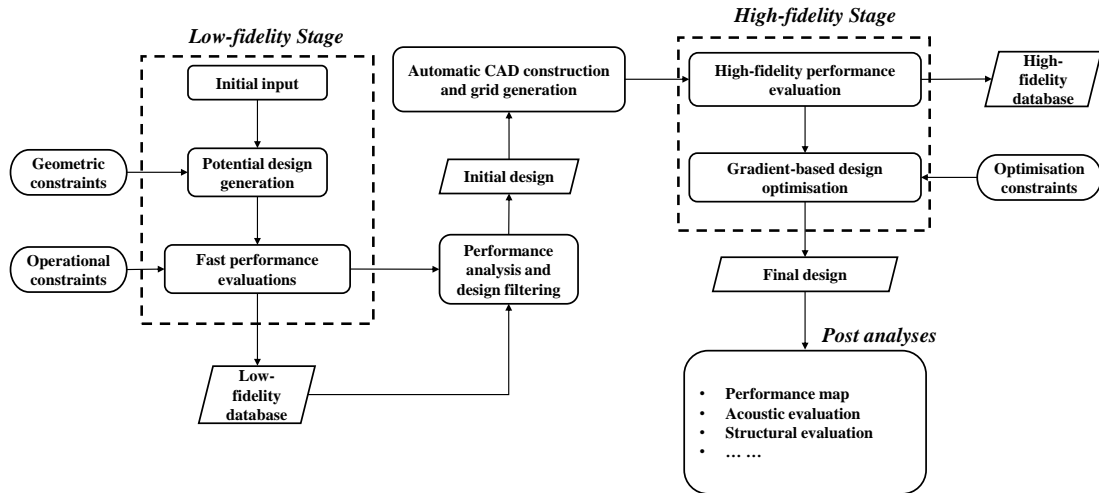 Low-fidelity Stage
Initial input
Geometric
constraints
Potential design
generation
Operational
constraints
Fast performance
evaluations
Low-
fidelity
database
Automatic CAD construction
and grid generation
Initial design
Performance
analysis and
design filtering
High-fidelity Stage
High-fidelity performance
evaluation
High-
fidelity
database
Gradient-based design
optimisation
Optimisation
constraints
Final design
Post analyses
• Performance map
• Acoustic evaluation
• Structural evaluation
• … …